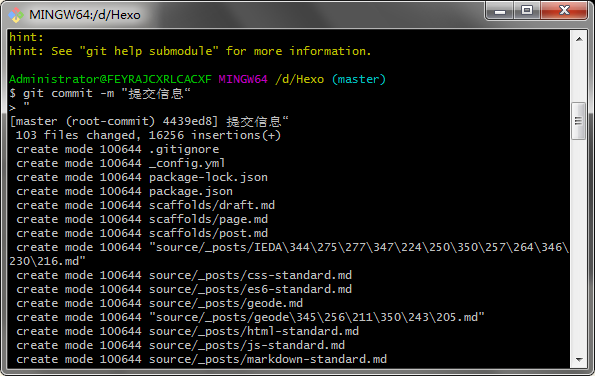 MINGW64:/d/Hexo
hint:
hint: See "git help submodule" for more information.
Administrator@FEYRAJCXRLCACXF MINGW64 /d/Hexo (master)
$ git commit -m "提交信息“
> "
[master (root-commit) 4439ed8] 提交信息“
 103 files changed, 16256 insertions(+)
 create mode 100644 .gitignore
 create mode 100644 _config.yml
 create mode 100644 package-lock.json
 create mode 100644 package.json
 create mode 100644 scaffolds/draft.md
 create mode 100644 scaffolds/page.md
 create mode 100644 scaffolds/post.md
 create mode 100644 "source/_posts/IEDA\344\275\277\347\224\250\350\257\264\346\
230\216.md"
 create mode 100644 source/_posts/css-standard.md
 create mode 100644 source/_posts/es6-standard.md
 create mode 100644 source/_posts/geode.md
 create mode 100644 "source/_posts/geode\345\256\211\350\243\205.md"
 create mode 100644 source/_posts/html-standard.md
 create mode 100644 source/_posts/js-standard.md
 create mode 100644 source/_posts/markdown-standard.md